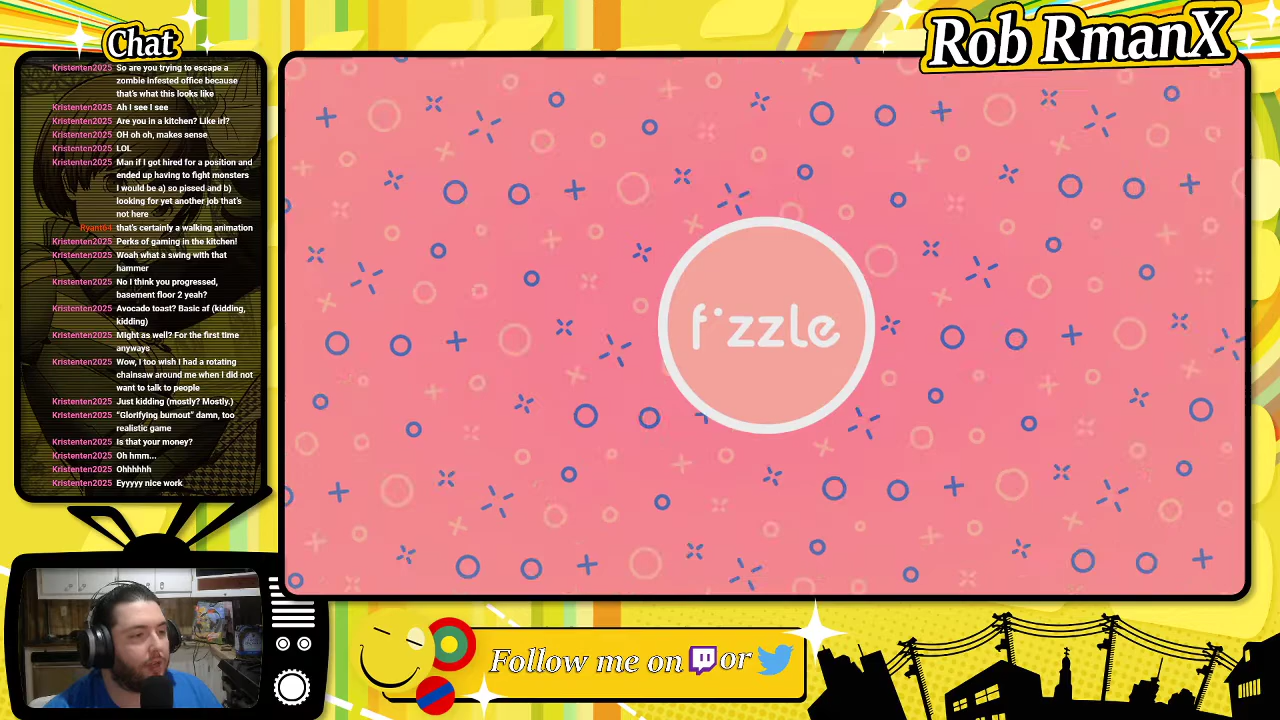 Chat
Rob RmanX
Kristenten2025 So are you trying to escape a
zombie infested office because
that's what this looks like
Kristenten2025 Ah I see I see
Kristenten2025 Are you in a kitchen? Like irl?
Kristenten2025 OH oh oh, makes sense
Kristenten2025 LOL
Kristenten2025 Man if I got hired for a position and
ended up having to fight monsters
I would be a) so pissed and b)
looking for yet another job that's
not here
Ryant64 that's certainly a walking animation
Kristenten2025 Perks of gaming in the kitchen!
Kristenten2025 Woah what a swing with that
hammer
Kristenten2025 No I think you progressed,
basement floor 2 yeah?
Kristenten2025 Avocado toast? Basic af (kidding,
kidding)
Kristenten2025 Might as well? For the first time
anyways
Kristenten2025 Wow, I too wish I had a rotating
chainsaw around me when I did not
want to talk to people
Kristenten2025 Just kidding (mostly? Mostly.)
Kristenten2025 “Glorifying burnout” damn, too
realistic game
Kristenten2025 Is that your money?
Kristenten2025 Oh hmm...
Kristenten2025 Ohhhhhh
Kristenten2025 Eyyyyy nice work
fizzle
Follow me on or